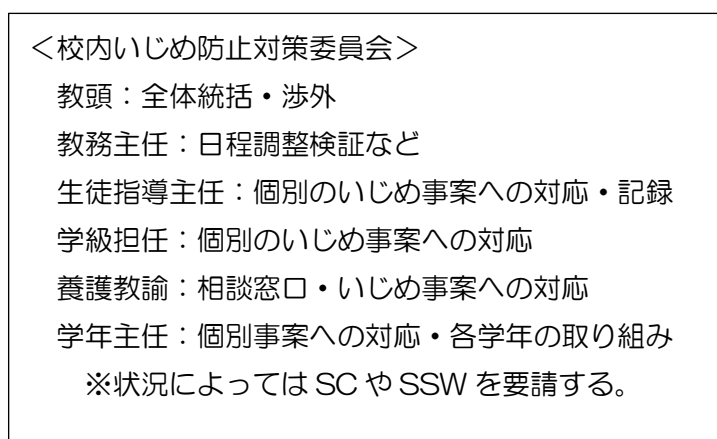 ＜校内いじめ防止対策委員会＞
教頭：全体統括・渉外
教務主任：日程調整検証など
生徒指導主任：個別のいじめ事案への対応・記録
学級担任：個別のいじめ事案への対応
養護教諭：相談窓口・いじめ事案への対応
学年主任：個別事案への対応・各学年の取り組み
※状況によっては SC や SSW を要請する。